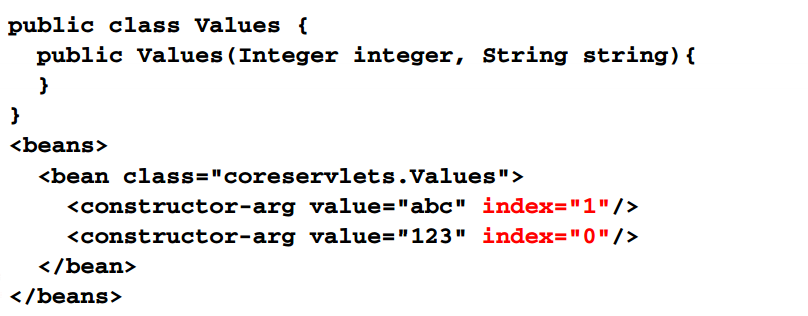 public class Values {
  public Values(Integer integer, String string){
  }
}
<beans>
  <bean class="coreservlets.Values">
    <constructor-arg value="abc" index="1"/>
    <constructor-arg value="123" index="0"/>
  </bean>
</beans>